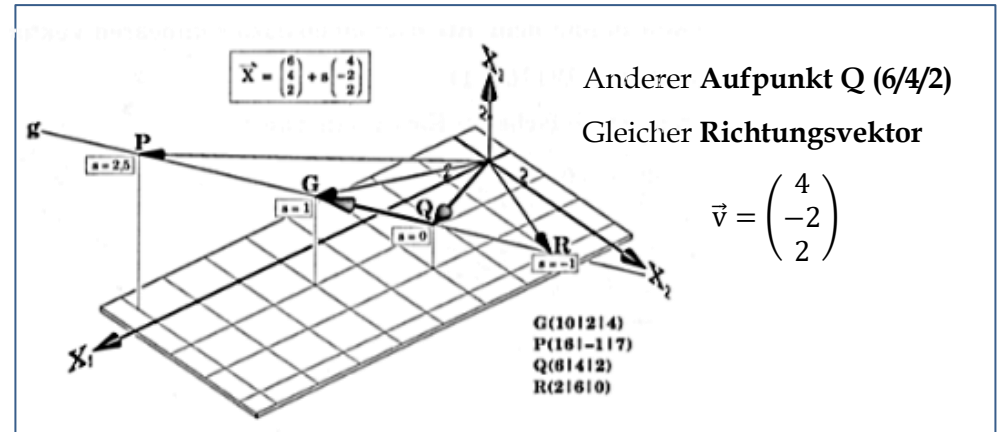 X⃗ = (6 4 2) + s (4 -2 2)
Anderer Aufpunkt Q (6/4/2)
Gleicher Richtungsvektor
v⃗ = (4 −2 2)
X₃
2
g
P
s = 2,5
G
s = 1
Q
s = 0
2
2
R
s = -1
X₂
X₁
G(10|2|4)
P(16|-1|7)
Q(6|4|2)
R(2|6|0)